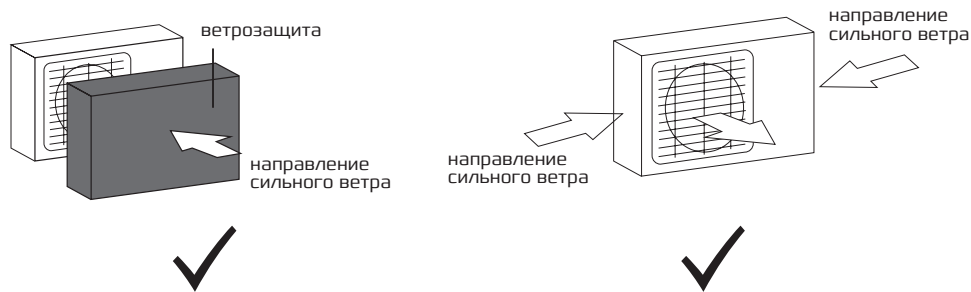 ветрозащита
направление
сильного ветра
направление
сильного ветра
направление
сильного ветра